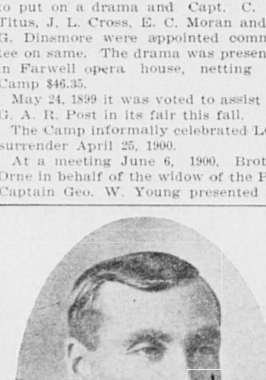 to put on a drama and Capt. C.
Titus, J. L. Cross, E. C. Moran and
G. Dinsmore were appointed comm
tee on same. The drama was presen
in Farwell opera house, netting
Camp $46.35.
May 24, 1899 it was voted to assist
G. A. R. Post in its fair this fall.
The Camp informally celebrated Le
surrender April 25, 1900.
At a meeting June 6, 1900, Brot
Orne in behalf of the widow of the P
Captain Geo. W. Young presented